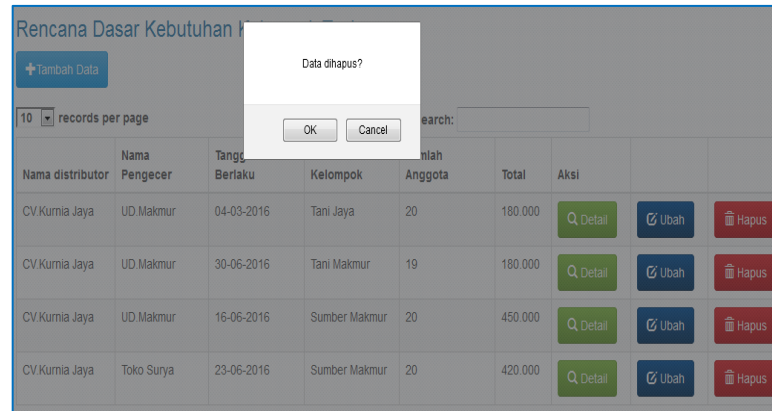 Rencana Dasar Kebutuhan
Data dihapus?
Tambah Data
OK Cancel
10 records per page earch:
Nama distributor Nama Pengecer Berlaku Kelompok Anggota Total Aksi
CV.Kurnia Jaya UD.Makmur 04-03-2016 Tani Jaya 20 180.000 Detail Ubah Hapus
CV.Kurnia Jaya UD.Makmur 30-06-2016 Tani Makmur 19 180.000 Detail Ubah Hapus
CV.Kurnia Jaya UD.Makmur 16-06-2016 Sumber Makmur 20 450.000 Detail Ubah Hapus
CV.Kurnia Jaya Toko Surya 23-06-2016 Sumber Makmur 20 420.000 Detail Ubah Hapus